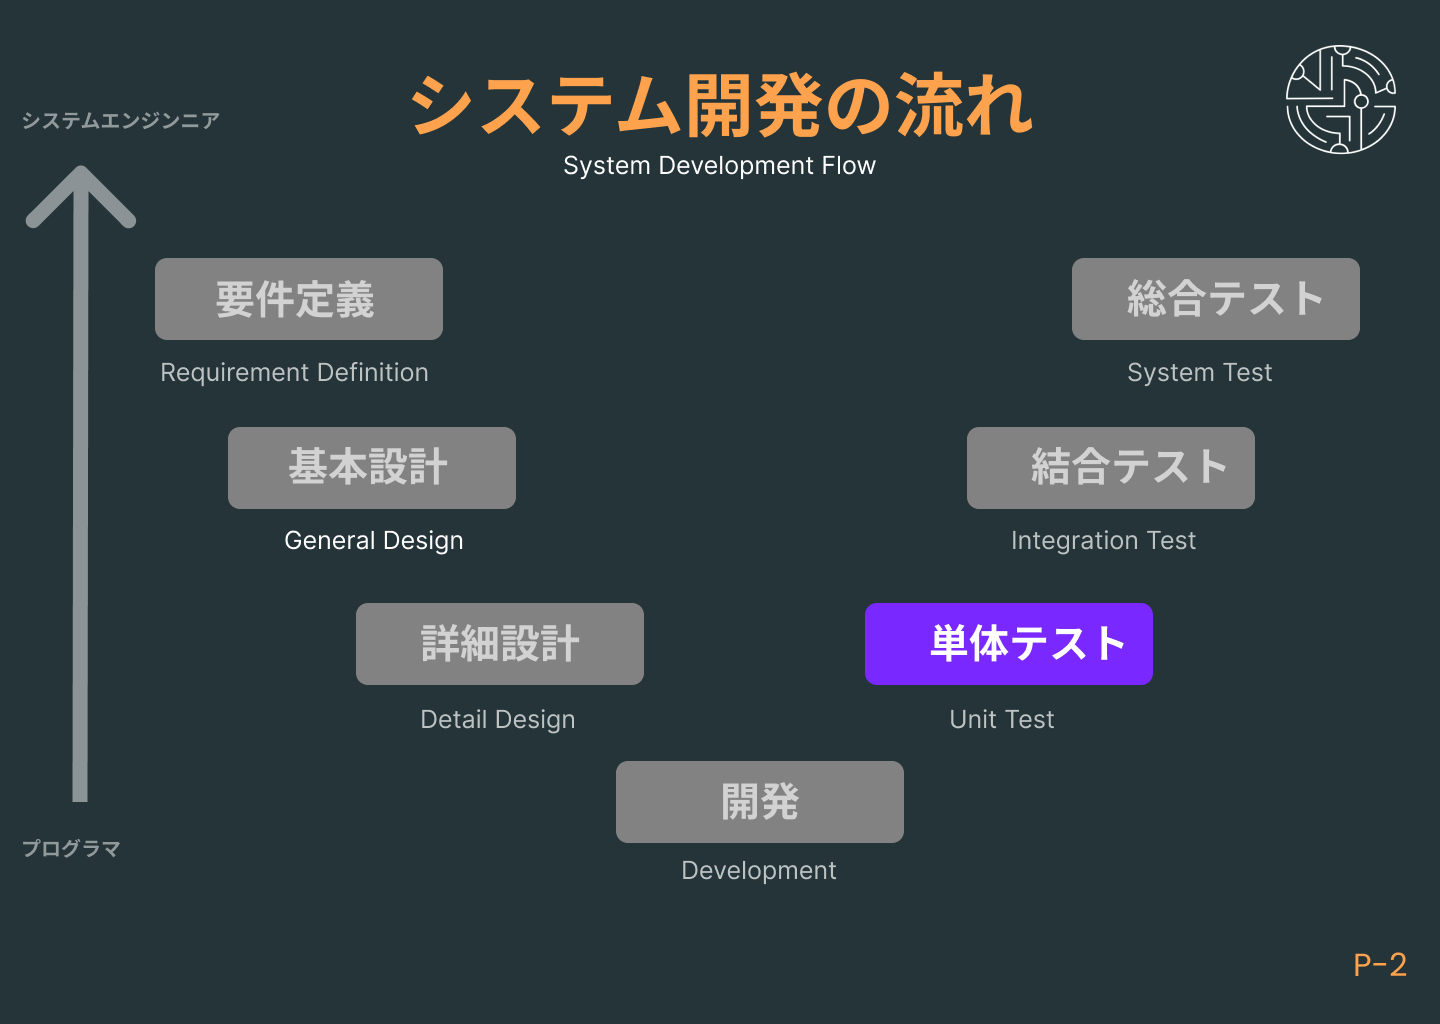 システム開発の流れ
System Development Flow
システムエンジンニア
要件定義
総合テスト
Requirement Definition
System Test
基本設計
結合テスト
General Design
Integration Test
詳細設計
単体テスト
Detail Design
Unit Test
開発
Development
プログラマ
P-2